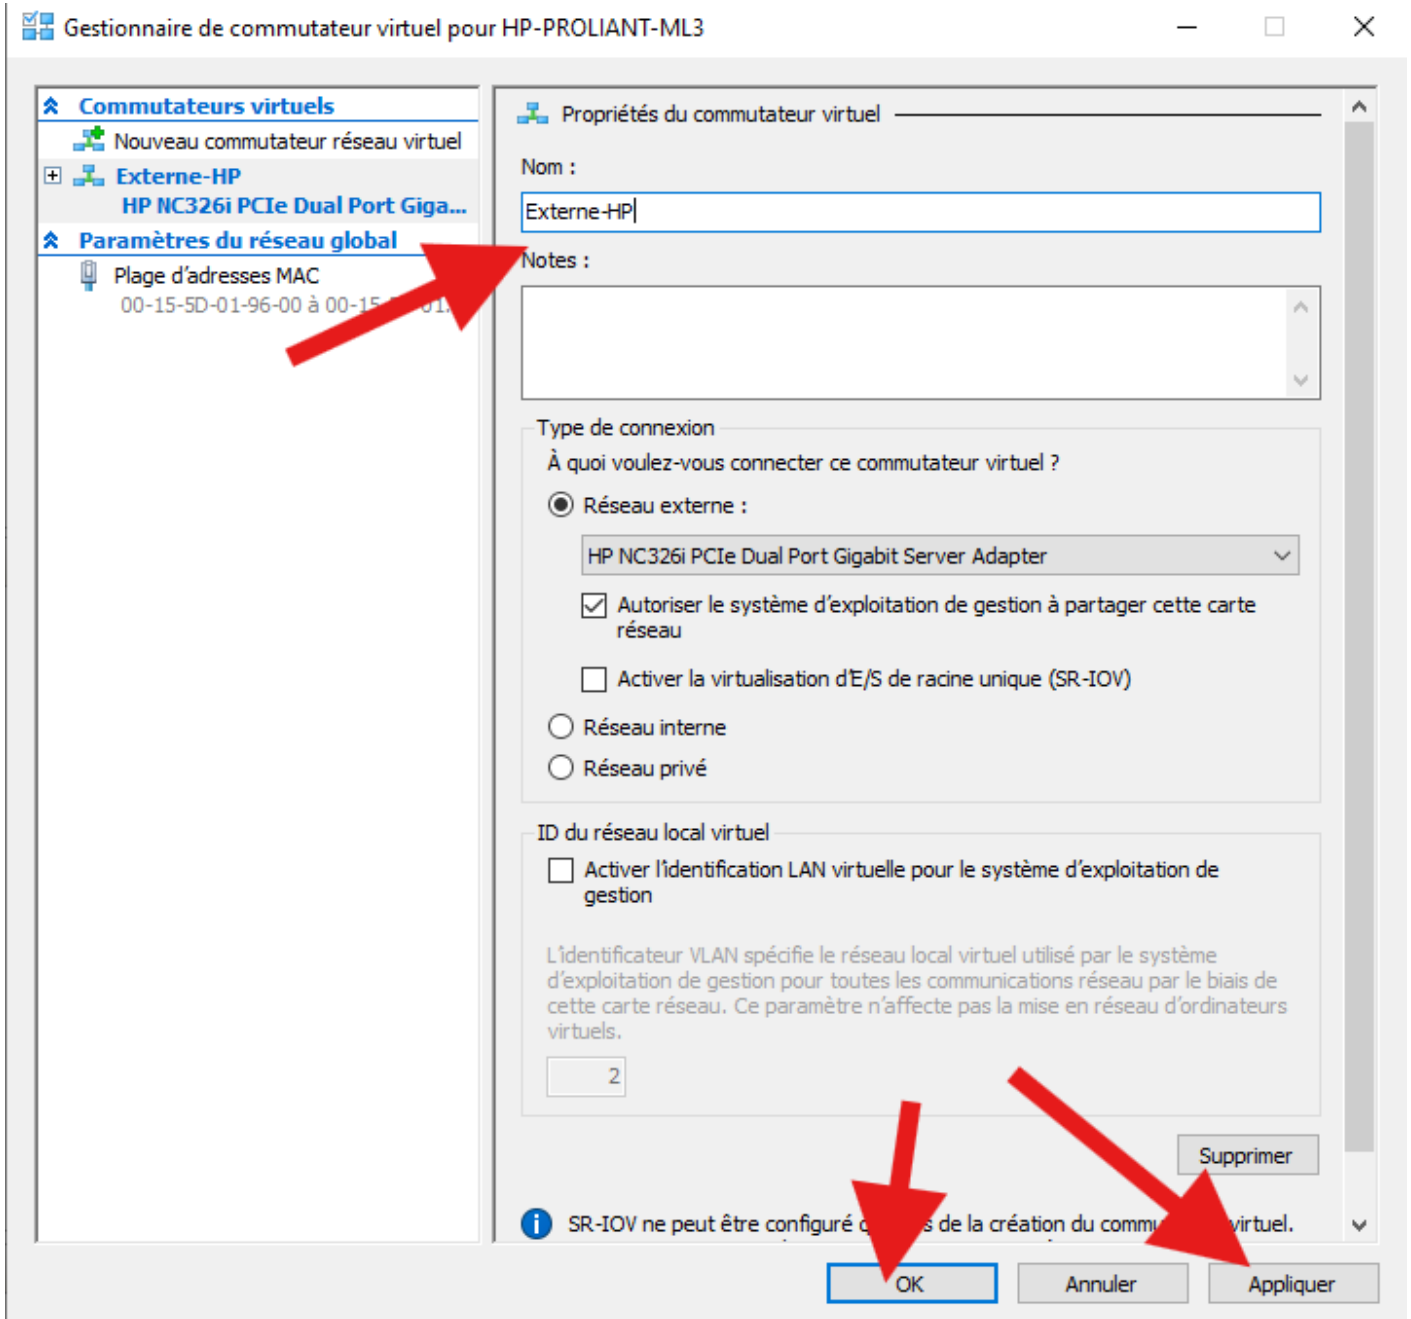 Gestionnaire de commutateur virtuel pour HP-PROLIANT-ML3
Commutateurs virtuels
Nouveau commutateur réseau virtuel
Externe-HP
HP NC326i PCIe Dual Port Giga...
Paramètres du réseau global
Plage d'adresses MAC
00-15-5D-01-96-00 à 00-15-
Propriétés du commutateur virtuel
Nom :
Externe-HP
Notes :
Type de connexion
À quoi voulez-vous connecter ce commutateur virtuel ?
Réseau externe :
HP NC326i PCIe Dual Port Gigabit Server Adapter
Autoriser le système d'exploitation de gestion à partager cette carte
réseau
Activer la virtualisation d'E/S de racine unique (SR-IOV)
Réseau interne
Réseau privé
ID du réseau local virtuel
Activer l'identification LAN virtuelle pour le système d'exploitation de
gestion
L'identificateur VLAN spécifie le réseau local virtuel utilisé par le système
d'exploitation de gestion pour toutes les communications réseau par le biais de
cette carte réseau. Ce paramètre n'affecte pas la mise en réseau d'ordinateurs
virtuels.
2
Supprimer
SR-IOV ne peut être configuré de la création du virtuel.
OK
Annuler
Appliquer